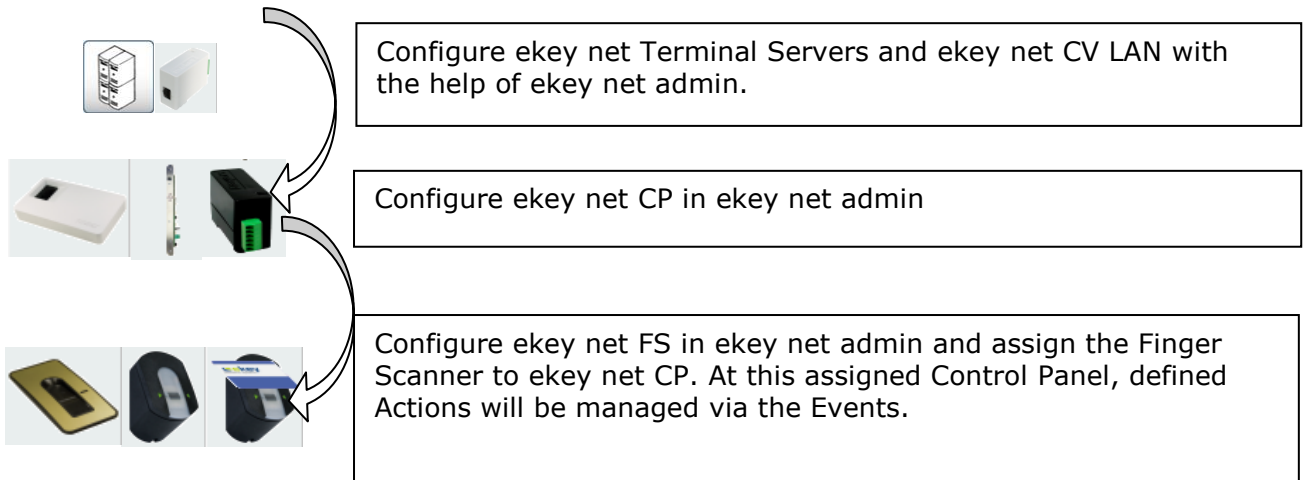 Configure ekey net Terminal Servers and ekey net CV LAN with
the help of ekey net admin.
Configure ekey net CP in ekey net admin
ekey
Configure ekey net FS in ekey net admin and assign the Finger
Scanner to ekey net CP. At this assigned Control Panel, defined
Actions will be managed via the Events.